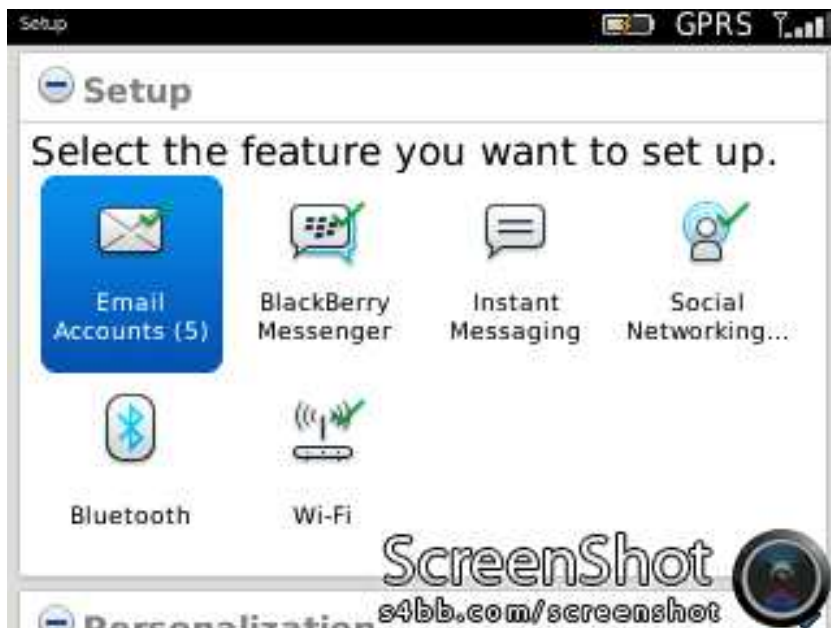 Setup
GPRS
Setup
Select the feature you want to set up.
Email
Accounts (5)
BlackBerry
Messenger
Instant
Messaging
Social
Networking...
Bluetooth
Wi-Fi
ScreenShot
s4bb.com/screenshot
Personalization